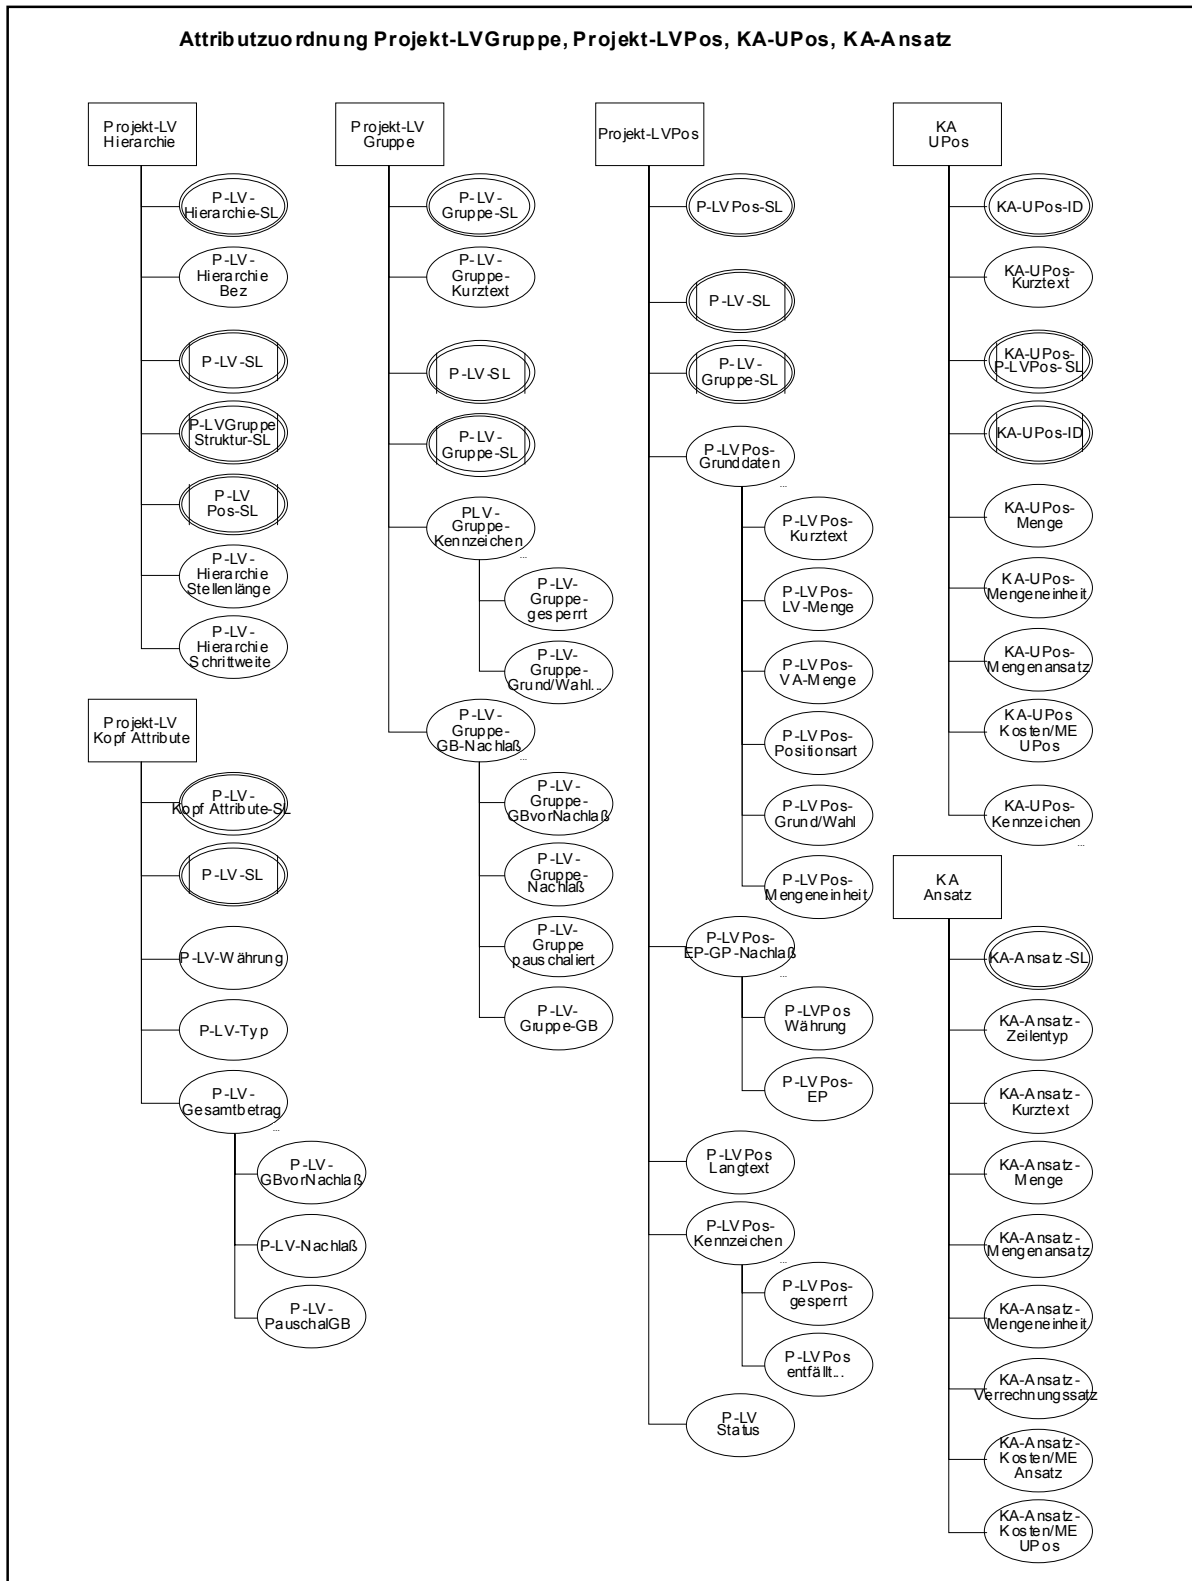 Attributzuordnung Projekt-LVGruppe, Projekt-LVPos, KA-UPos, KA-Ansatz
Projekt-LV
Hierarchie
P-LV-
Hierarchie-SL
P-LV-
Hierarchie
Bez
P-LV-SL
P-LVGruppe
Struktur-SL
P-LV
Pos-SL
P-LV-
Hierarchie
Stellenlänge
P-LV-
Hierarchie
Schrittweite
Projekt-LV
Kopf Attribute
P-LV-
Kopf Attribute-SL
P-LV-SL
P-LV-Währung
P-LV-Typ
P-LV-
Gesamtbetrag
...
P-LV-
GBvorNachlaß
P-LV-Nachlaß
P-LV-
PauschalGB
Projekt-LV
Gruppe
P-LV-
Gruppe-SL
P-LV-
Gruppe-
Kurztext
P-LV-SL
P-LV-
Gruppe-SL
PLV-
Gruppe-
Kennzeichen
...
P-LV-
Gruppe-
gesperrt
P-LV-
Gruppe-
Grund/Wahl...
P-LV-
Gruppe-
GB-Nachlaß
...
P-LV-
Gruppe-
GBvorNachlaß
P-LV-
Gruppe-
Nachlaß
P-LV-
Gruppe
pauschaliert
P-LV-
Gruppe-GB
Projekt-LVPos
P-LVPos-SL
P-LV-SL
P-LV-
Gruppe-SL
P-LVPos-
Grunddaten
...
P-LVPos-
Kurztext
P-LVPos-
LV-Menge
P-LVPos-
VA-Menge
P-LVPos-
Positionsart
P-LVPos-
Grund/Wahl
P-LVPos-
Mengeneinheit
P-LVPos-
EP-GP-Nachlaß
...
P-LVPos
Währung
P-LVPos-
EP
P-LVPos
Langtext
P-LVPos-
Kennzeichen
...
P-LVPos-
gesperrt
P-LVPos
entfällt...
P-LV
Status
KA
UPos
KA-UPos-ID
KA-UPos-
Kurztext
KA-UPos-
P-LVPos-SL
KA-UPos-ID
KA-UPos-
Menge
KA-UPos-
Mengeneinheit
KA-UPos-
Mengenansatz
KA-UPos
Kosten/ME
UPos
KA-UPos-
Kennzeichen
...
KA
Ansatz
KA-Ansatz-SL
KA-Ansatz-
Zeilentyp
KA-Ansatz-
Kurztext
KA-Ansatz-
Menge
KA-Ansatz-
Mengenansatz
KA-Ansatz-
Mengeneinheit
KA-Ansatz-
Verrechnungssatz
KA-Ansatz-
Kosten/ME
Ansatz
KA-Ansatz-
Kosten/ME
UPos